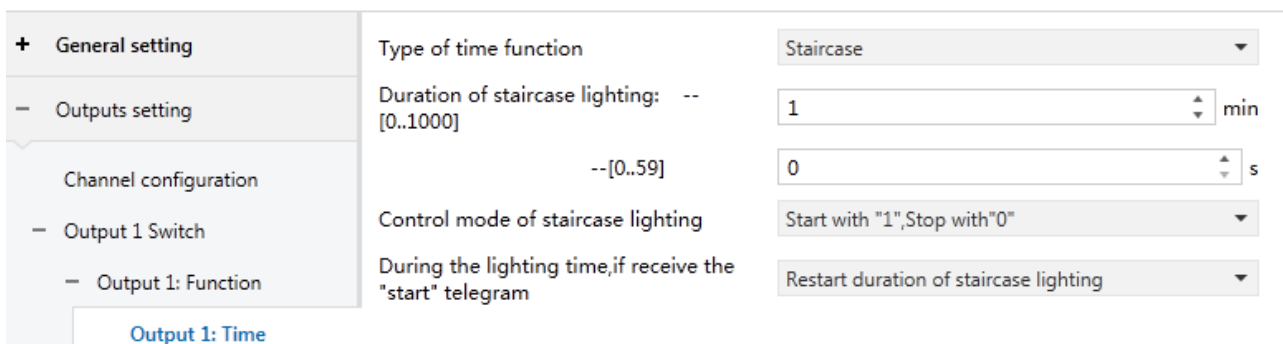 + General setting
− Outputs setting
Channel configuration
− Output 1 Switch
− Output 1: Function
Output 1: Time
Type of time function
Staircase
Duration of staircase lighting: --
[0..1000]
1
min
--[0..59]
0
s
Control mode of staircase lighting
Start with "1",Stop with"0"
During the lighting time,if receive the
"start" telegram
Restart duration of staircase lighting